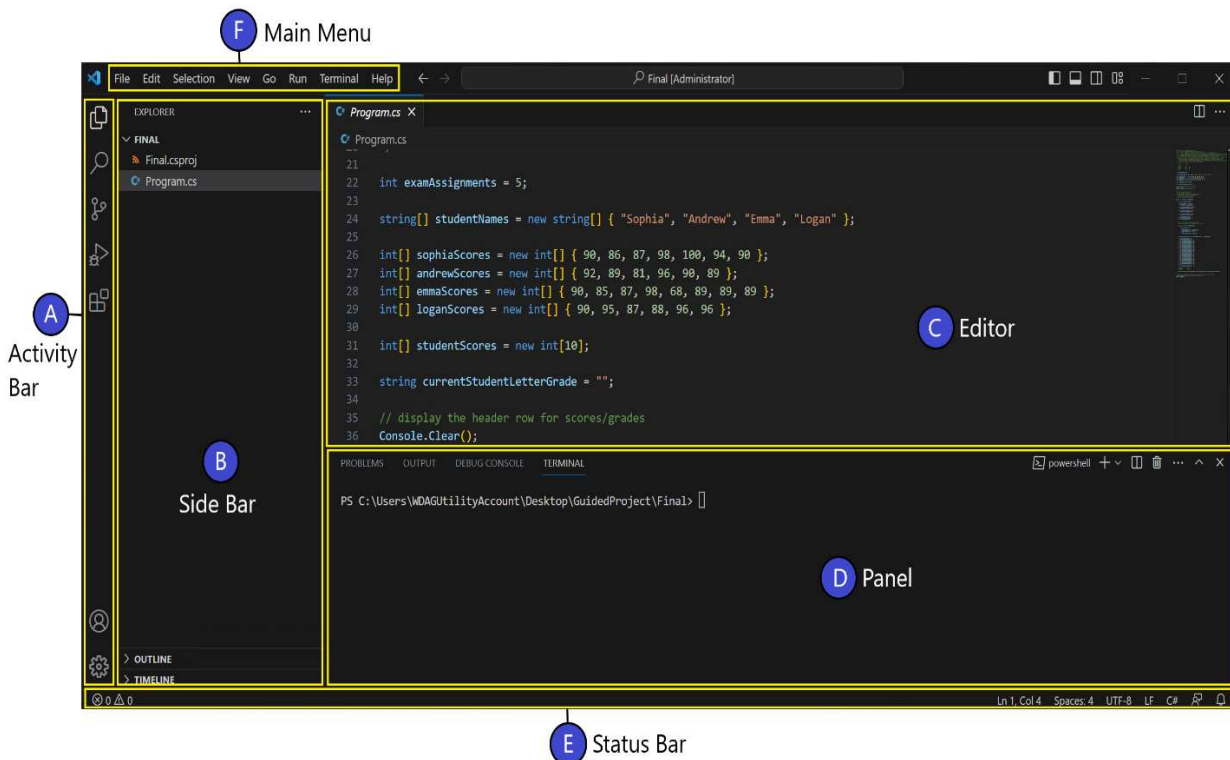 F Main Menu
File Edit Selection View Go Run Terminal Help ← → Final [Administrator]
EXPLORER ...
FINAL
Final.csproj
Program.cs
Program.cs X
Program.cs
21
22 int examAssignments = 5;
23
24 string[] studentNames = new string[] { "Sophia", "Andrew", "Emma", "Logan" };
25
26 int[] sophiaScores = new int[] { 90, 86, 87, 98, 100, 94, 90 };
27 int[] andrewScores = new int[] { 92, 89, 81, 96, 90, 89 };
28 int[] emmaScores = new int[] { 90, 85, 87, 98, 68, 89, 89, 89 };
29 int[] loganScores = new int[] { 90, 95, 87, 88, 96, 96 };
30
31 int[] studentScores = new int[10];
32
33 string currentStudentLetterGrade = "";
34
35 // display the header row for scores/grades
36 Console.Clear();
A
Activity
Bar
B
Side Bar
C Editor
PROBLEMS OUTPUT DEBUG CONSOLE TERMINAL powershell
PS C:\Users\WDAGUtilityAccount\Desktop\GuidedProject\Final>
D Panel
OUTLINE
TIMELINE
0 0 Ln 1, Col 4 Spaces: 4 UTF-8 LF C#
E Status Bar